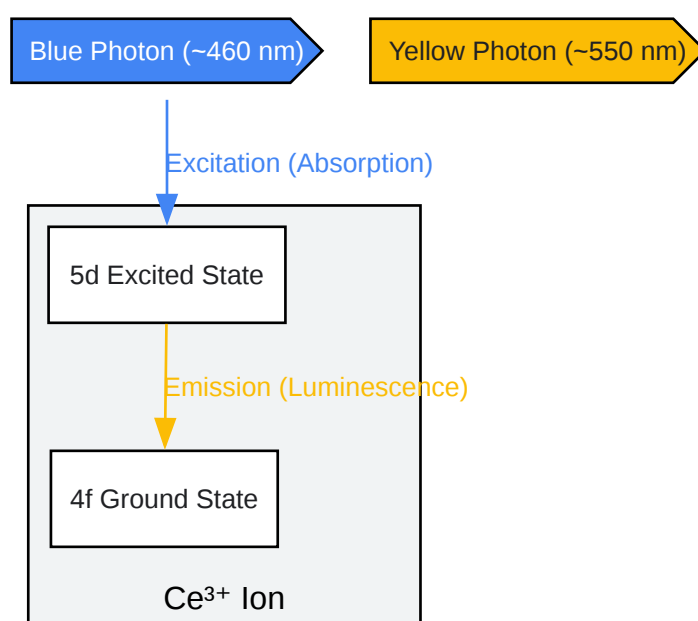 Blue Photon (~460 nm)
Yellow Photon (~550 nm)
Excitation (Absorption)
5d Excited State
Emission (Luminescence)
4f Ground State
Ce³⁺ Ion